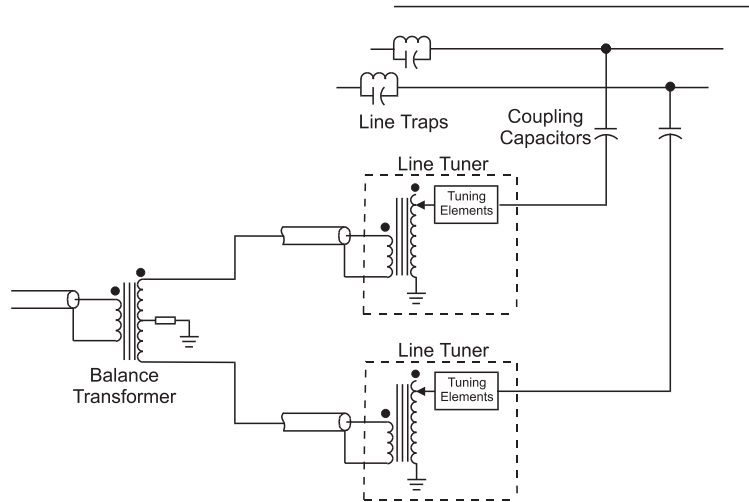 Line Traps
Coupling
Capacitors
Line Tuner
Tuning
Elements
Balance
Transformer
Line Tuner
Tuning
Elements